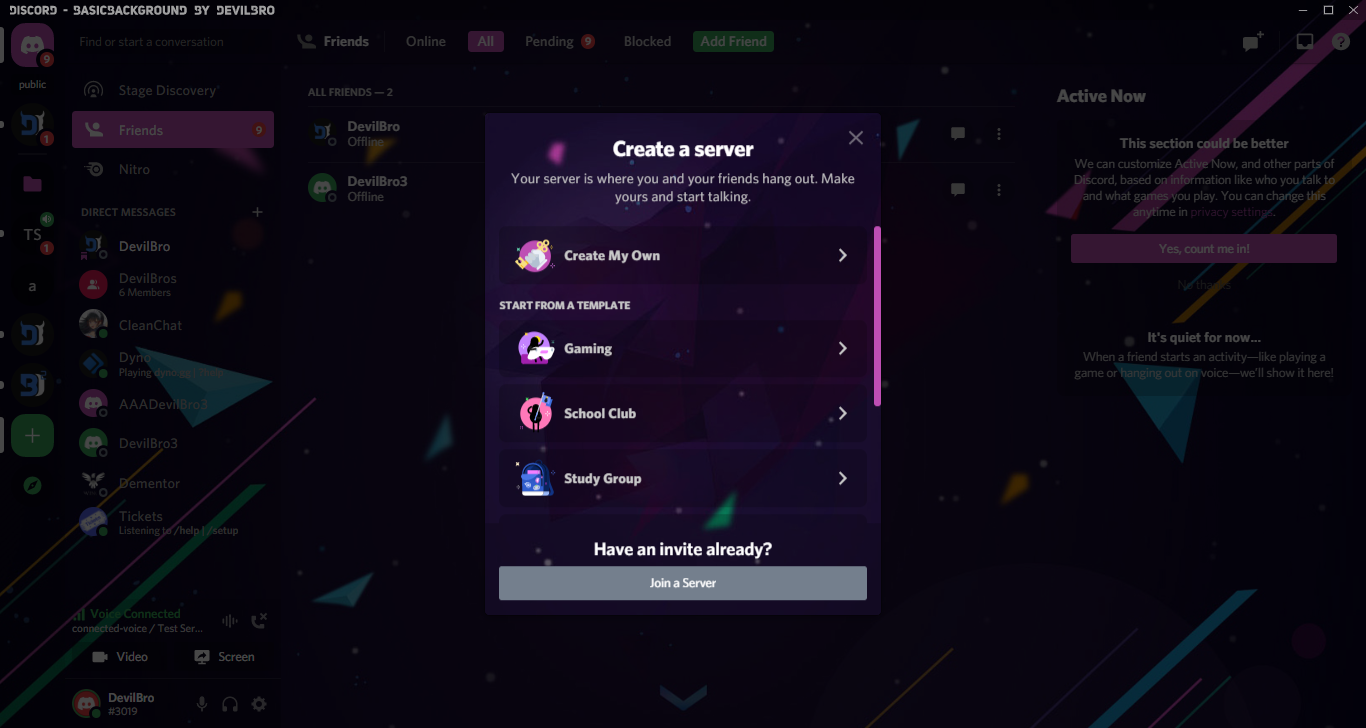 DISCORD - BASICBACKGROUND BY DEVILBRO
9
public
1
TS
1
a
Find or start a conversation
Stage Discovery
Friends
9
Nitro
DIRECT MESSAGES
DevilBro
DevilBros
6 Members
CleanChat
Dyno
Playing dyno.gg | ?help
AAADevilBro3
DevilBro3
Dementor
Tickets
Listening to /help | /setup
Voice Connected
connected-voice / Test Ser...
Video
Screen
DevilBro
#3019
Friends
Online
All
Pending
9
Blocked
Add Friend
ALL FRIENDS — 2
DevilBro
Offline
DevilBro3
Offline
Create a server
Your server is where you and your friends hang out. Make
yours and start talking.
Create My Own
START FROM A TEMPLATE
Gaming
School Club
Study Group
Have an invite already?
Join a Server
Active Now
This section could be better
We can customize Active Now, and other parts of
Discord, based on information like who you talk to
and what games you play. You can change this
anytime in privacy settings.
Yes, count me in!
No thanks
It's quiet for now...
When a friend starts an activity—like playing a
game or hanging out on voice—we'll show it here!